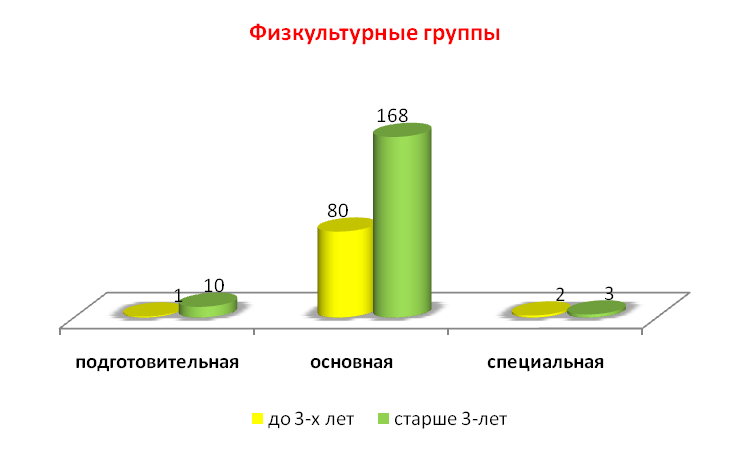 Физкультурные группы
168
80
1
10
2
3
подготовительная
основная
специальная
до 3-х лет
старше 3-лет